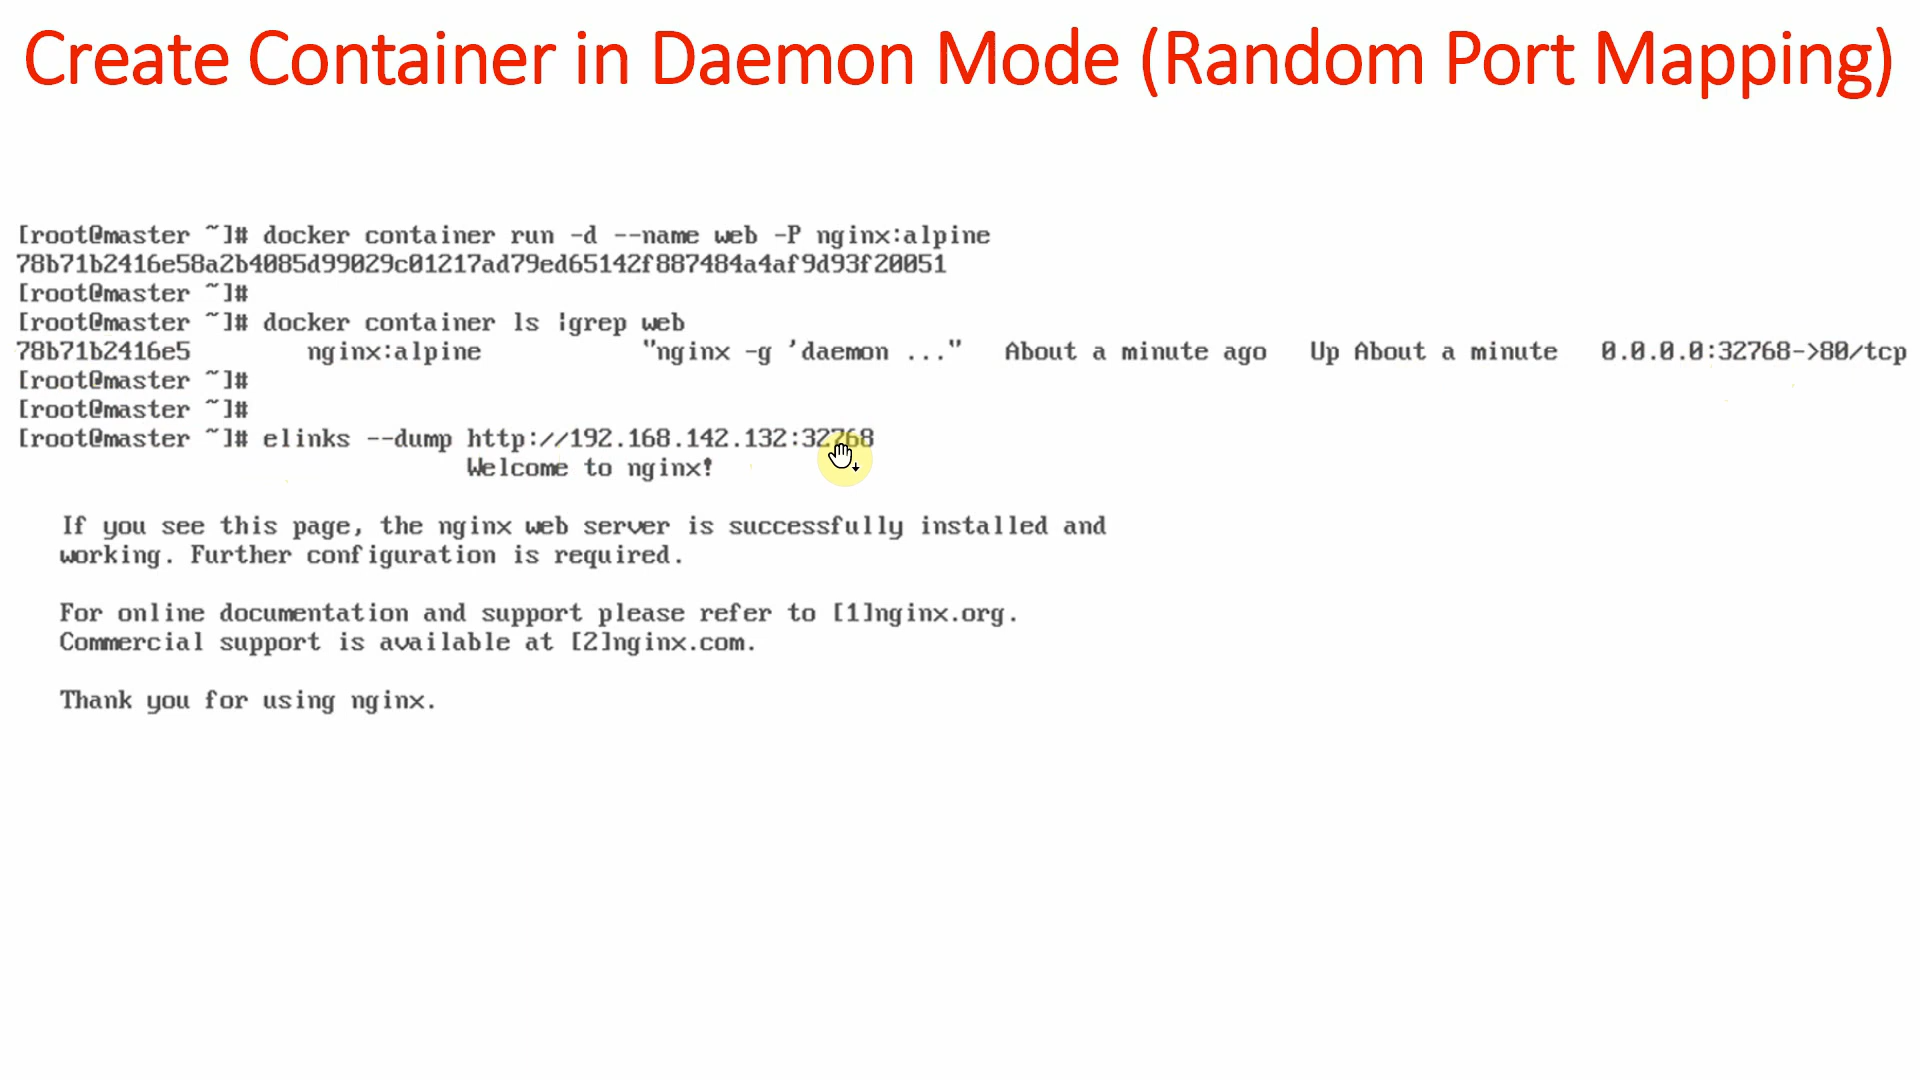 Create Container in Daemon Mode (Random Port Mapping)
[root@master ~]# docker container run -d --name web -P nginx:alpine
78b71b2416e58a2b4085d99029c01217ad79ed65142f887484a4af9d93f20051
[root@master ~]#
[root@master ~]# docker container ls |grep web
78b71b2416e5 nginx:alpine "nginx -g 'daemon ..." About a minute ago Up About a minute 0.0.0.0:32768->80/tcp
[root@master ~]#
[root@master ~]#
[root@master ~]# elinks --dump http://192.168.142.132:32768
Welcome to nginx!
If you see this page, the nginx web server is successfully installed and
working. Further configuration is required.
For online documentation and support please refer to [1]nginx.org.
Commercial support is available at [2]nginx.com.
Thank you for using nginx.